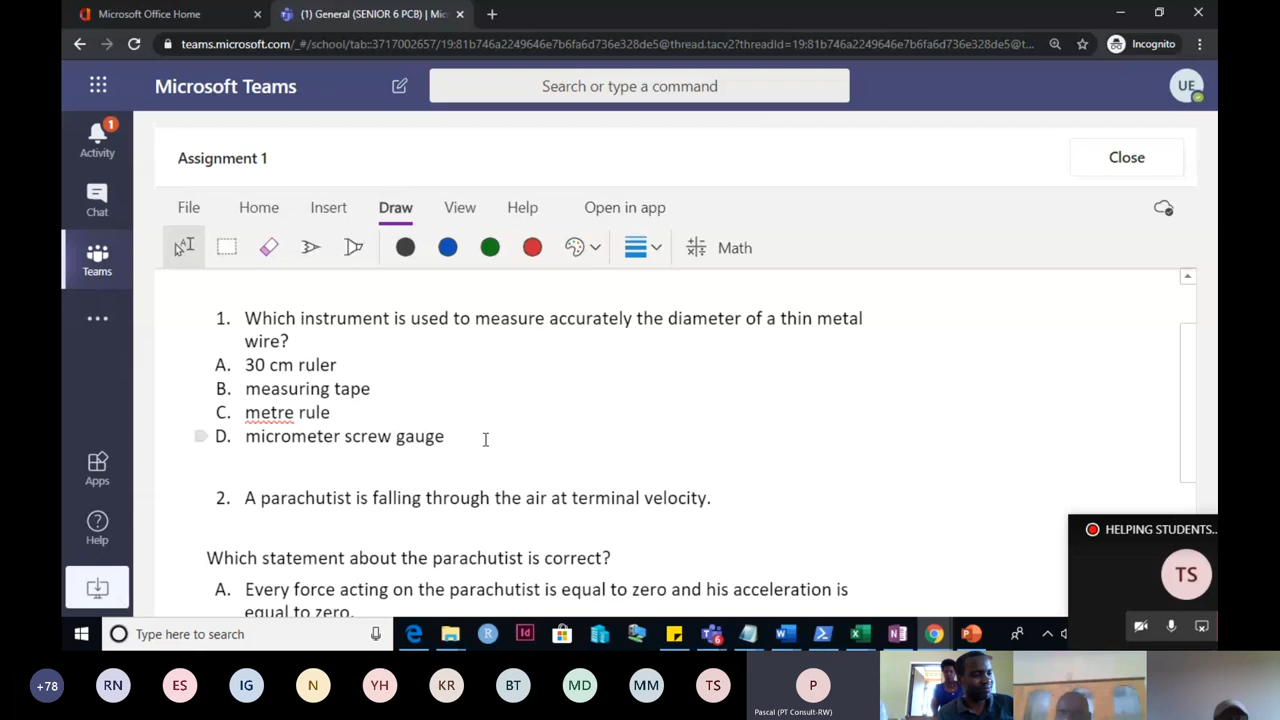 Microsoft Office Home
(1) General (SENIOR 6 PCB) | Mic
teams.microsoft.com/_#/school/tab::3717002657/19:81b746a2249646e7b6fa6d736e328de5@thread.tacv2?threadId=19:81b746a2249646e7b6fa6d736e328de5@t...
Incognito
Microsoft Teams
Search or type a command
UE
1
Activity
Chat
Teams
Apps
Help
Assignment 1
Close
File Home Insert Draw View Help Open in app
Math
1. Which instrument is used to measure accurately the diameter of a thin metal
wire?
A. 30 cm ruler
B. measuring tape
C. metre rule
D. micrometer screw gauge
2. A parachutist is falling through the air at terminal velocity.
Which statement about the parachutist is correct?
A. Every force acting on the parachutist is equal to zero and his acceleration is
equal to zero.
HELPING STUDENTS...
TS
Type here to search
+78 RN ES IG N YH KR BT MD MM TS P
Pascal (PT Consult-RW)